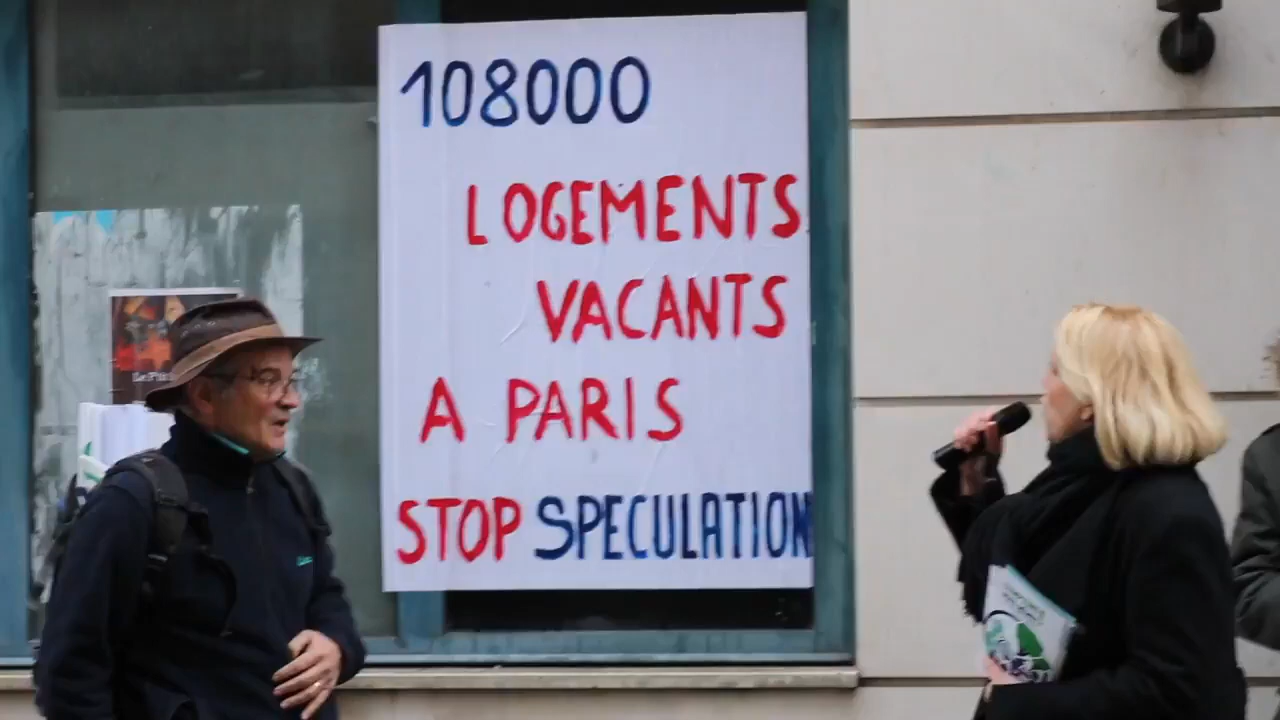 108000
LOGEMENTS
VACANTS
A PARIS
STOP SPECULATION